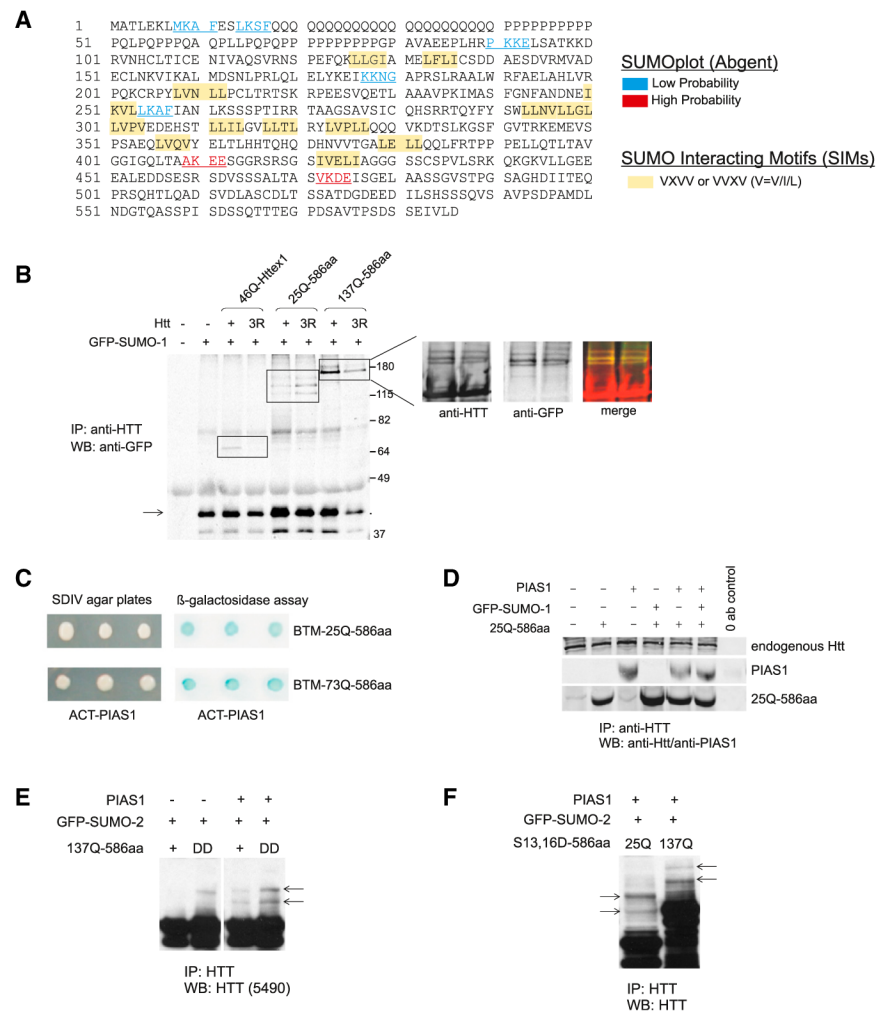 A
1 MATLEKLMKA FESLKSFQQQ QQQQQQQQQQ QQQQQQQQQQ PPPPPPPPPP
51 PQLPQPPPQA QPLLPQPQPP PPPPPPPPGP AVAEEPLHRP KKELSATKKD
101 RVNHCLTICE NIVAQSVRNS PEFQKLLGIA MELFLICSDD AESDVRMVAD
151 ECLNKVIKAL MDSNLPRLQL ELYKEIKKNG APRSLRAALW RFAELAHLVR
201 PQKCRPYLVN LLPCLTRTSK RPEESVQETL AAAVPKIMAS FGNFANDNEI
251 KVLLKAFIAN LKSSSPTIRR TAAGSAVSIC QHSRRTQYFY SWLLNVLLGL
301 LVPVEDEHST LLILGVLLTL RYLVPLLQQQ VKDTSLKGSF GVTRKEMEVS
351 PSAEQLVQVY ELTLHHTQHQ DHNVVTGALE LLQQLFRTPP PELLQTLTAV
401 GGIGQLTAAK EESGGRSRSG SIVELIAGGG SSCSPVLSRK QKGKVLLGEE
451 EALEDDSESR SDVSSSALTA SVKDEISGEL AASSGVSTPG SAGHDIITEQ
501 PRSQHTLQAD SVDLASCDLT SSATDGDEED ILSHSSSQVS AVPSDPAMDL
551 NDGTQASSPI SDSSQTTTEG PDSAVTPSDS SEIVLD
SUMOplot (Absent)
Low Probability
High Probability
SUMO Interacting Motifs (SIMs)
VXVV or VVXV (V=V/I/L)
B
46Q-Httex1
25Q-586aa
137Q-586aa
Htt - - + 3R + 3R + 3R
GFP-SUMO-1 - + + + + + + +
180
115
82
64
49
37
IP: anti-HTT
WB: anti-GFP
anti-HTT anti-GFP merge
C
SDIV agar plates ß-galactosidase assay
BTM-25Q-586aa
BTM-73Q-586aa
ACT-PIAS1 ACT-PIAS1
D
PIAS1 - - + - + +
GFP-SUMO-1 - - - + - +
25Q-586aa - + - + + +
0 ab control
endogenous Htt
PIAS1
25Q-586aa
IP: anti-HTT
WB: anti-Htt/anti-PIAS1
E
PIAS1 - - + +
GFP-SUMO-2 + + + +
137Q-586aa + DD + DD
IP: HTT
WB: HTT (5490)
F
PIAS1 + +
GFP-SUMO-2 + +
S13,16D-586aa 25Q 137Q
IP: HTT
WB: HTT